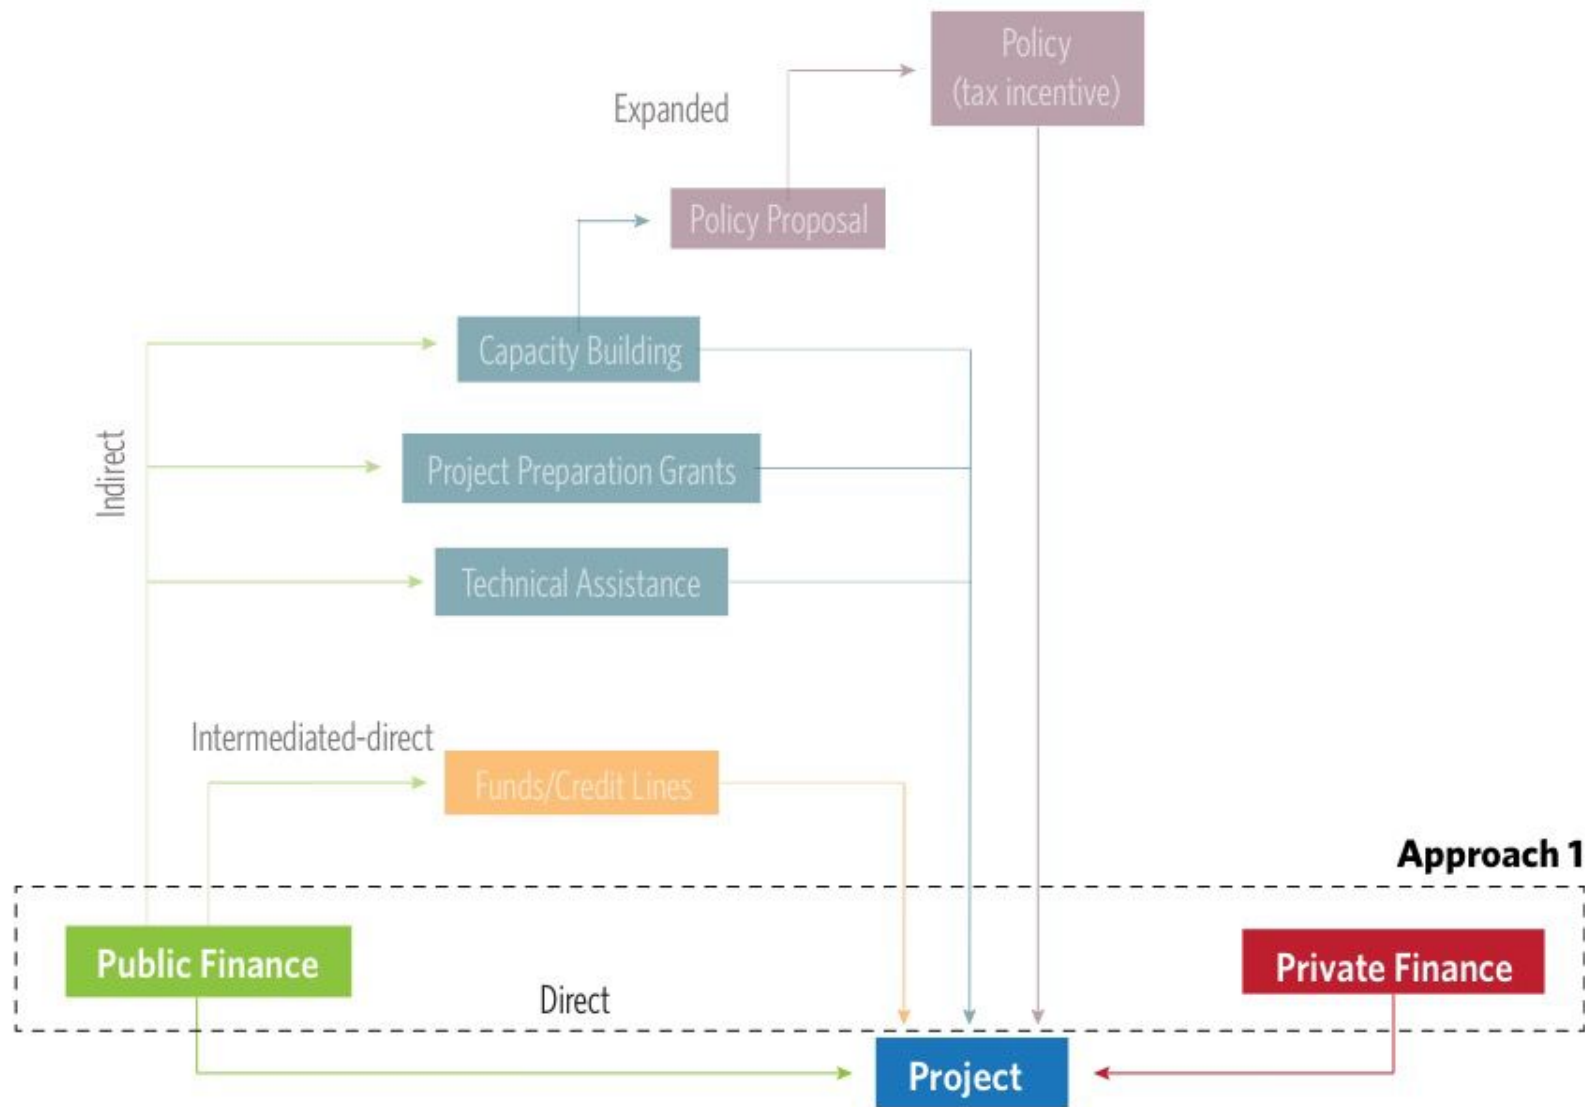 Policy
(tax incentive)
Expanded
Policy Proposal
Capacity Building
Indirect
Project Preparation Grants
Technical Assistance
Intermediated-direct
Funds/Credit Lines
Approach 1
Public Finance
Private Finance
Direct
Project